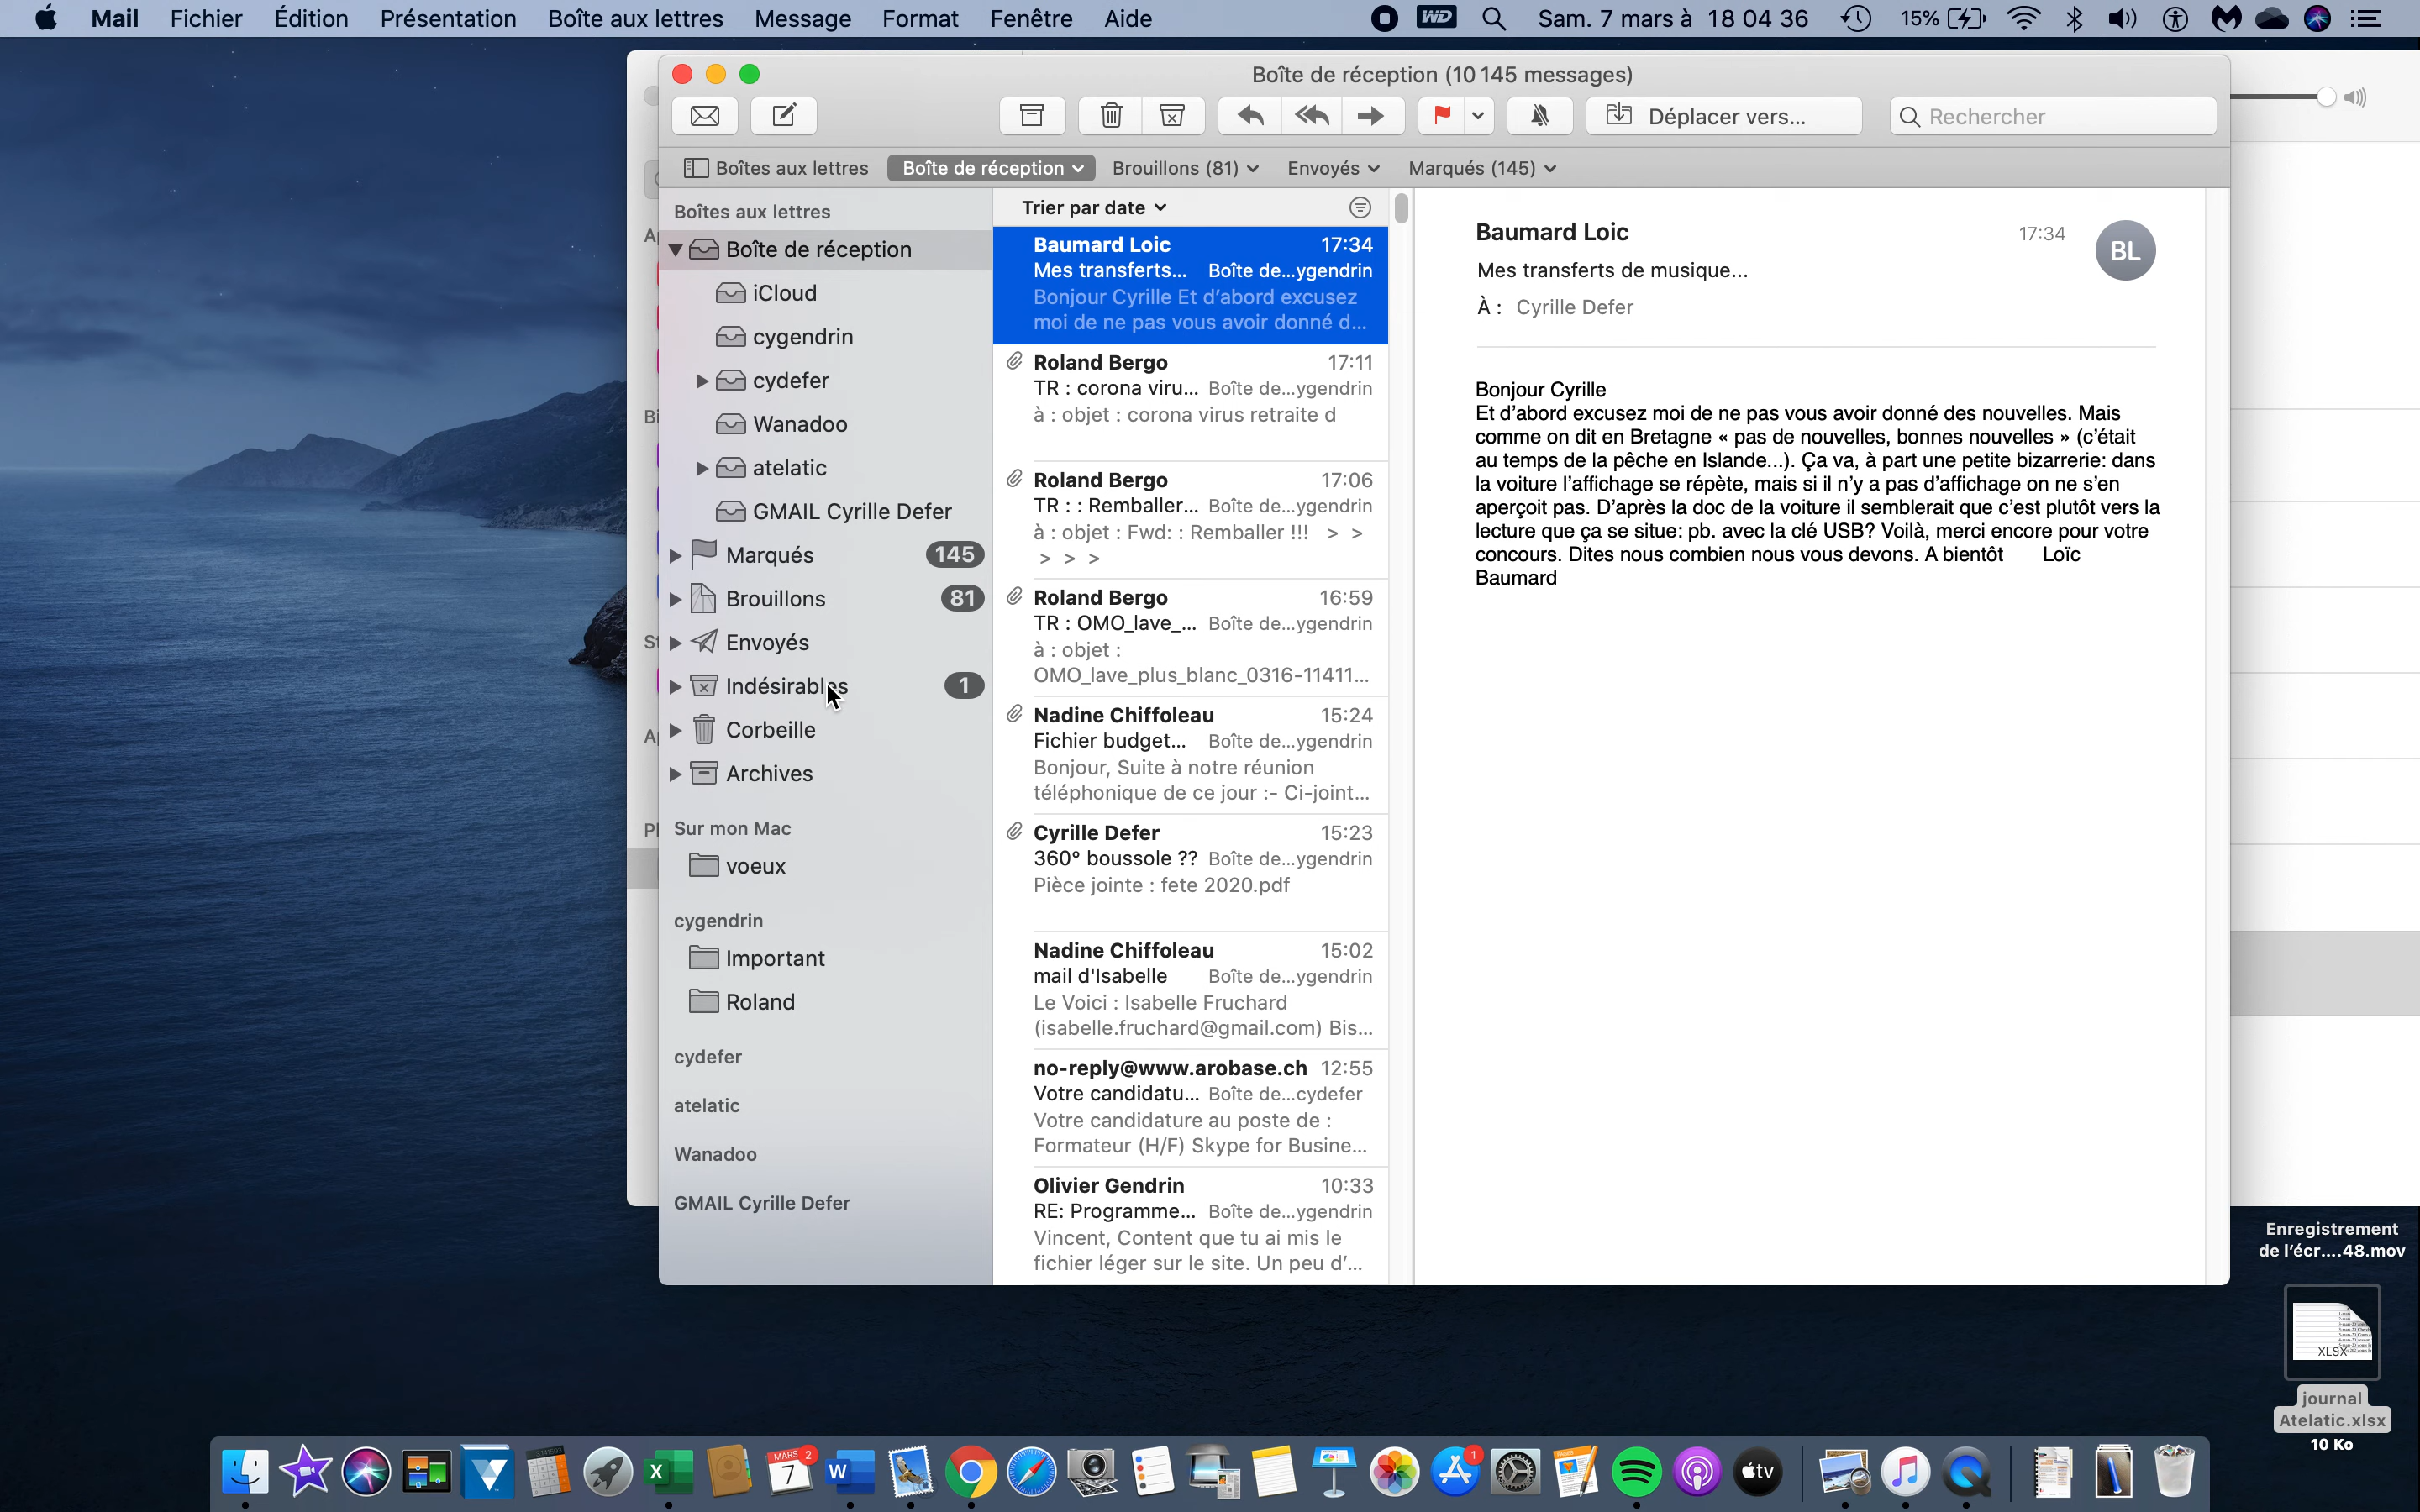 Mail Fichier Édition Présentation Boîte aux lettres Message Format Fenêtre Aide WD Sam. 7 mars à 18 04 36 15%
Boîte de réception (10 145 messages)
Déplacer vers... Rechercher
Boîtes aux lettres Boîte de réception Brouillons (81) Envoyés Marqués (145)
Boîtes aux lettres
Boîte de réception
iCloud
cygendrin
cydefer
Wanadoo
atelatic
GMAIL Cyrille Defer
Marqués 145
Brouillons 81
Envoyés
Indésirables 1
Corbeille
Archives
Sur mon Mac
voeux
cygendrin
Important
Roland
cydefer
atelatic
Wanadoo
GMAIL Cyrille Defer
Trier par date
Baumard Loic 17:34
Mes transferts... Boîte de...ygendrin
Bonjour Cyrille Et d'abord excusez
moi de ne pas vous avoir donné d...
Roland Bergo 17:11
TR : corona viru... Boîte de...ygendrin
à : objet : corona virus retraite d
Roland Bergo 17:06
TR : : Remballer... Boîte de...ygendrin
à : objet : Fwd: : Remballer !!! > >
> > >
Roland Bergo 16:59
TR : OMO_lave_... Boîte de...ygendrin
à : objet :
OMO_lave_plus_blanc_0316-11411...
Nadine Chiffoleau 15:24
Fichier budget... Boîte de...ygendrin
Bonjour, Suite à notre réunion
téléphonique de ce jour :- Ci-joint...
Cyrille Defer 15:23
360° boussole ?? Boîte de...ygendrin
Pièce jointe : fete 2020.pdf
Nadine Chiffoleau 15:02
mail d'Isabelle Boîte de...ygendrin
Le Voici : Isabelle Fruchard
(isabelle.fruchard@gmail.com) Bis...
no-reply@www.arobase.ch 12:55
Votre candidatu... Boîte de...cydefer
Votre candidature au poste de :
Formateur (H/F) Skype for Busine...
Olivier Gendrin 10:33
RE: Programme... Boîte de...ygendrin
Vincent, Content que tu ai mis le
fichier léger sur le site. Un peu d'...
Baumard Loic 17:34 BL
Mes transferts de musique...
À : Cyrille Defer
Bonjour Cyrille
Et d'abord excusez moi de ne pas vous avoir donné des nouvelles. Mais
comme on dit en Bretagne « pas de nouvelles, bonnes nouvelles » (c'était
au temps de la pêche en Islande...). Ça va, à part une petite bizarrerie: dans
la voiture l'affichage se répète, mais si il n'y a pas d'affichage on ne s'en
aperçoit pas. D'après la doc de la voiture il semblerait que c'est plutôt vers la
lecture que ça se situe: pb. avec la clé USB? Voilà, merci encore pour votre
concours. Dites nous combien nous vous devons. A bientôt Loïc
Baumard
Enregistrement
de l'écr....48.mov
XLSX
journal
Atelatic.xlsx
10 Ko
MARS 2
7
1
tv